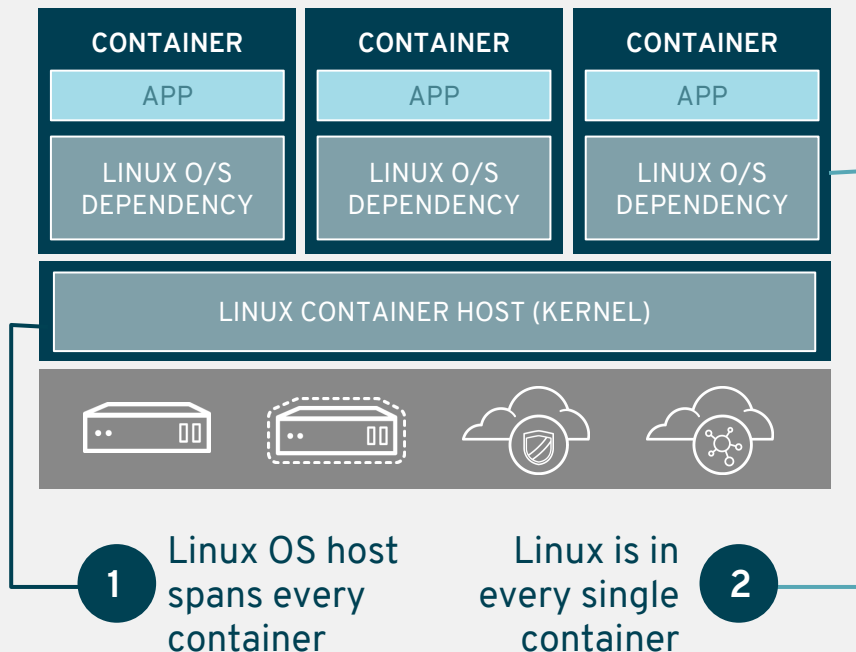 CONTAINER
APP
LINUX O/S
DEPENDENCY
CONTAINER
APP
LINUX O/S
DEPENDENCY
CONTAINER
APP
LINUX O/S
DEPENDENCY
LINUX CONTAINER HOST (KERNEL)
1
Linux OS host
spans every
container
Linux is in
every single
container
2